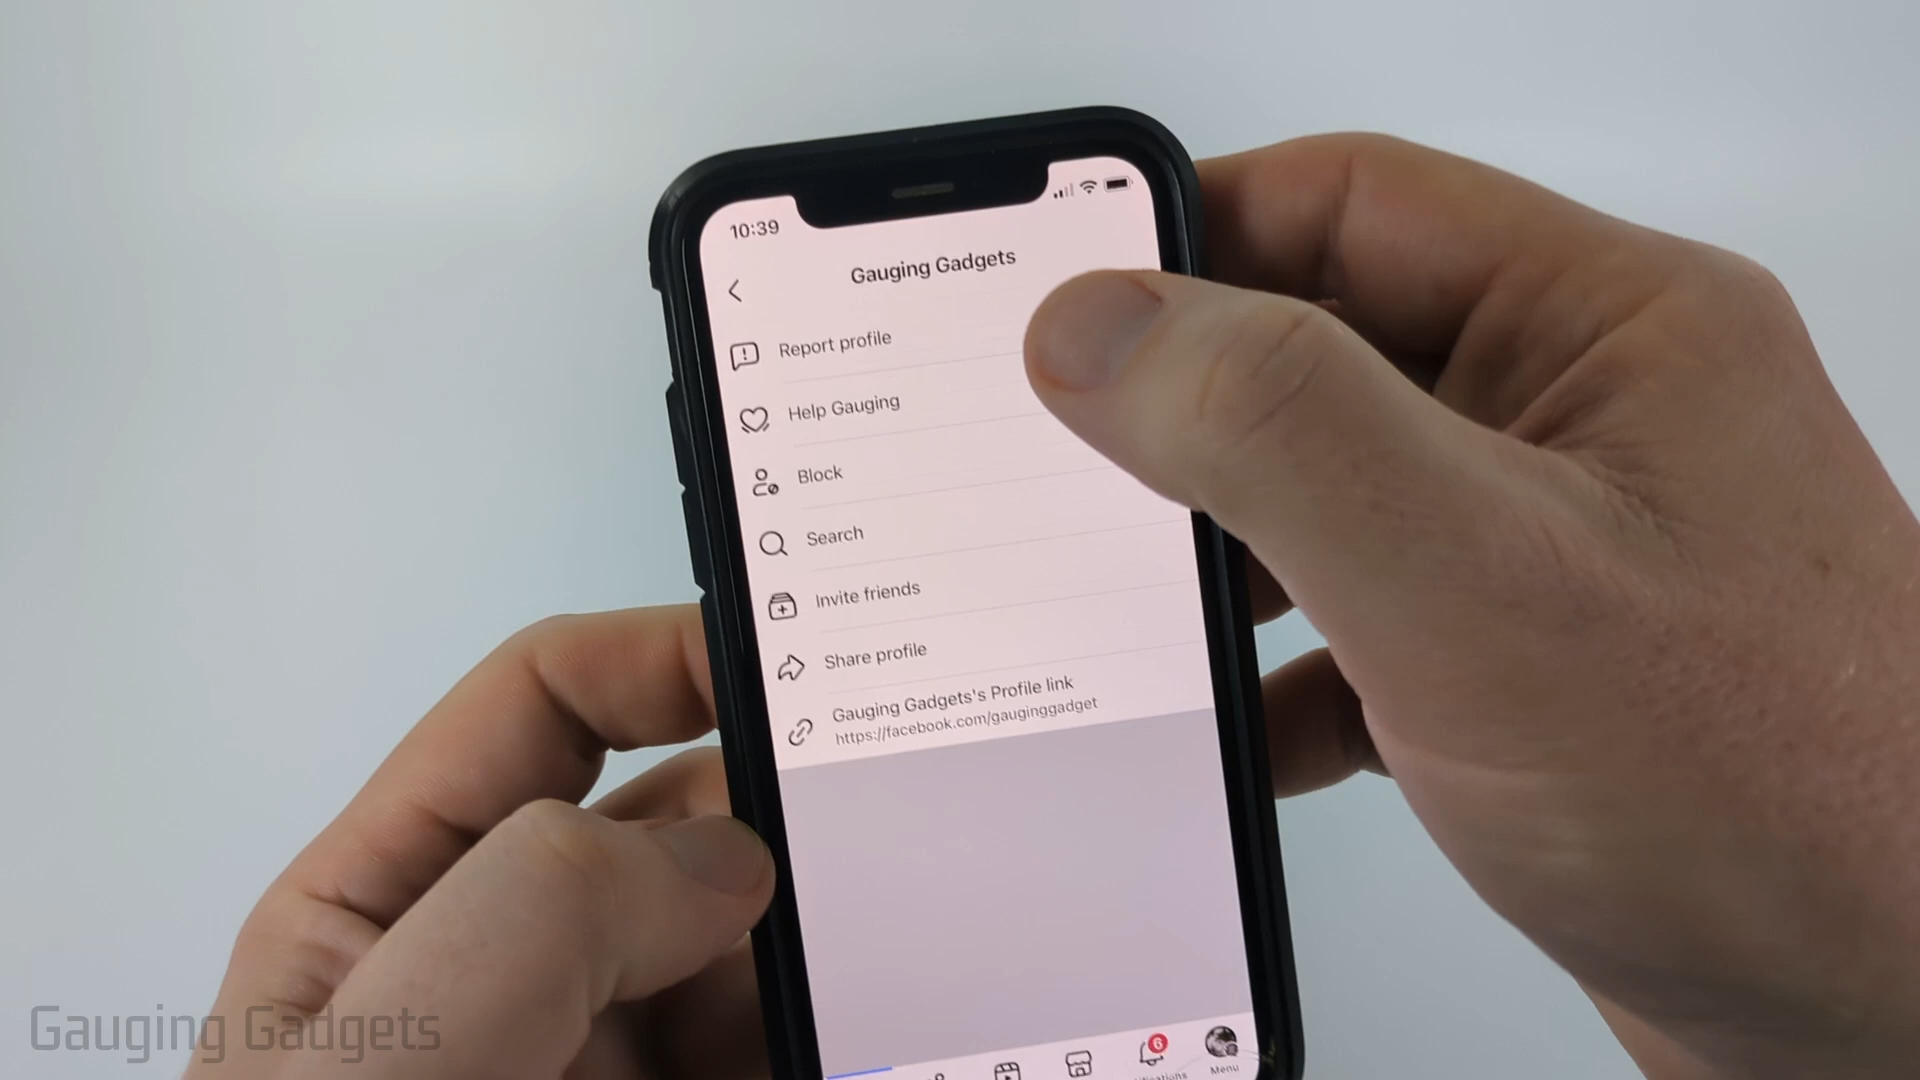 10:39
Gauging Gadgets
Report profile
Help Gauging
Block
Search
Invite friends
Share profile
Gauging Gadgets's Profile link
https://facebook.com/gauginggadget
6
Menu
Gauging Gadgets